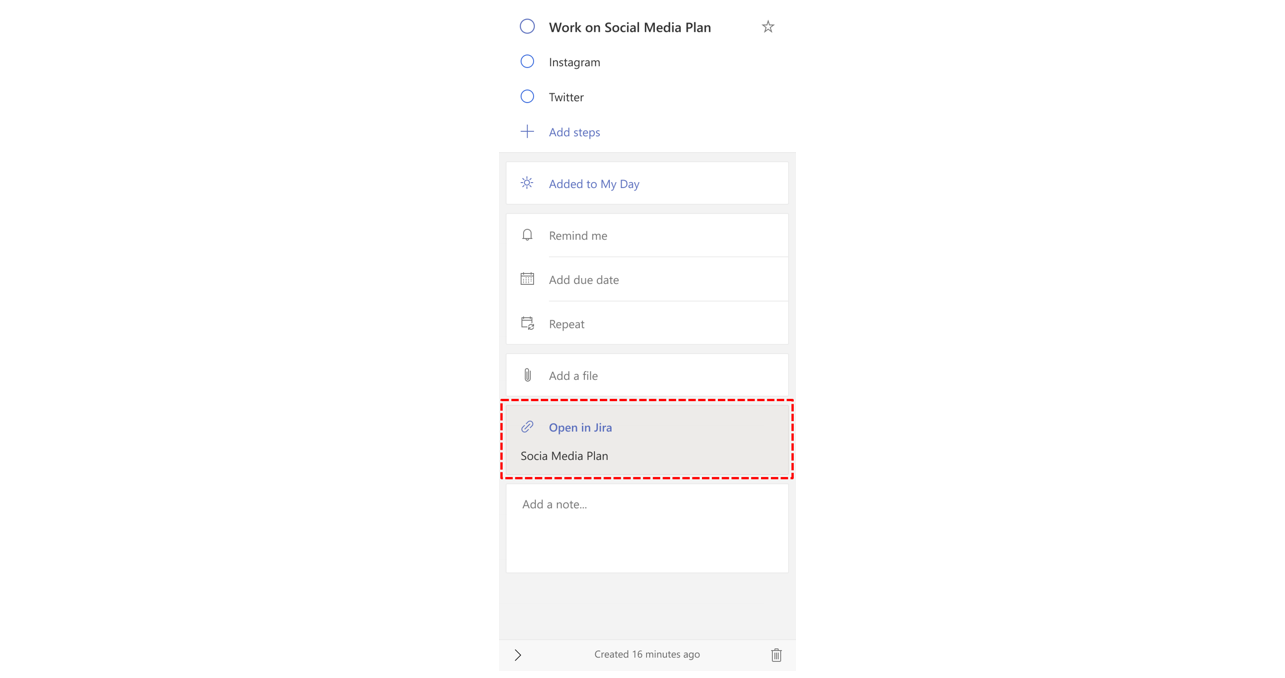 Work on Social Media Plan
Instagram
Twitter
Add steps
Added to My Day
Remind me
Add due date
Repeat
Add a file
Open in Jira
Socia Media Plan
Add a note...
Created 16 minutes ago